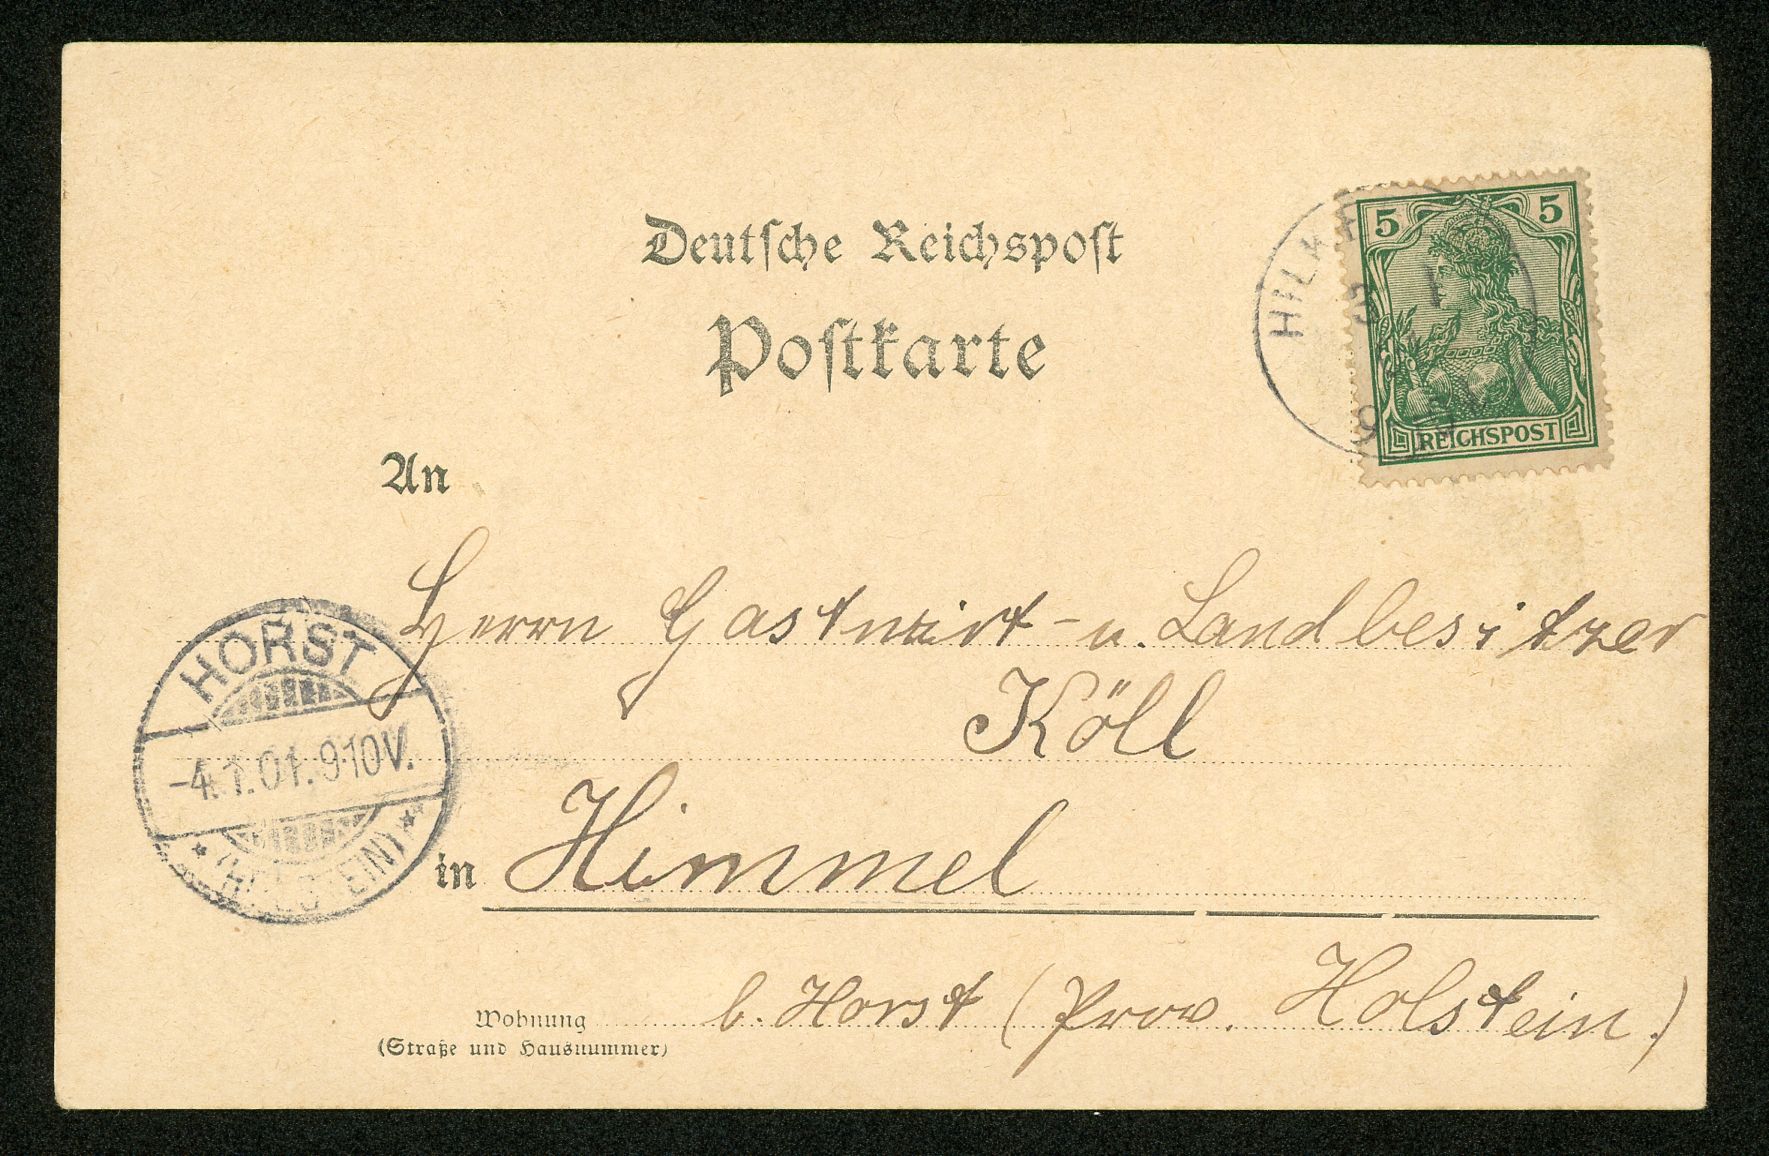 Deutsche Reichspost
Postkarte
5 5
REICHSPOST
An
Herrn Gastwirt- u. Landbesitzer
Köll
in Himmel
b. Horst (Prov. Holstein.)
Wohnung
(Straße und Hausnummer)
HORST
-4.1.01.9-10V.
* (HOLSTEIN) *